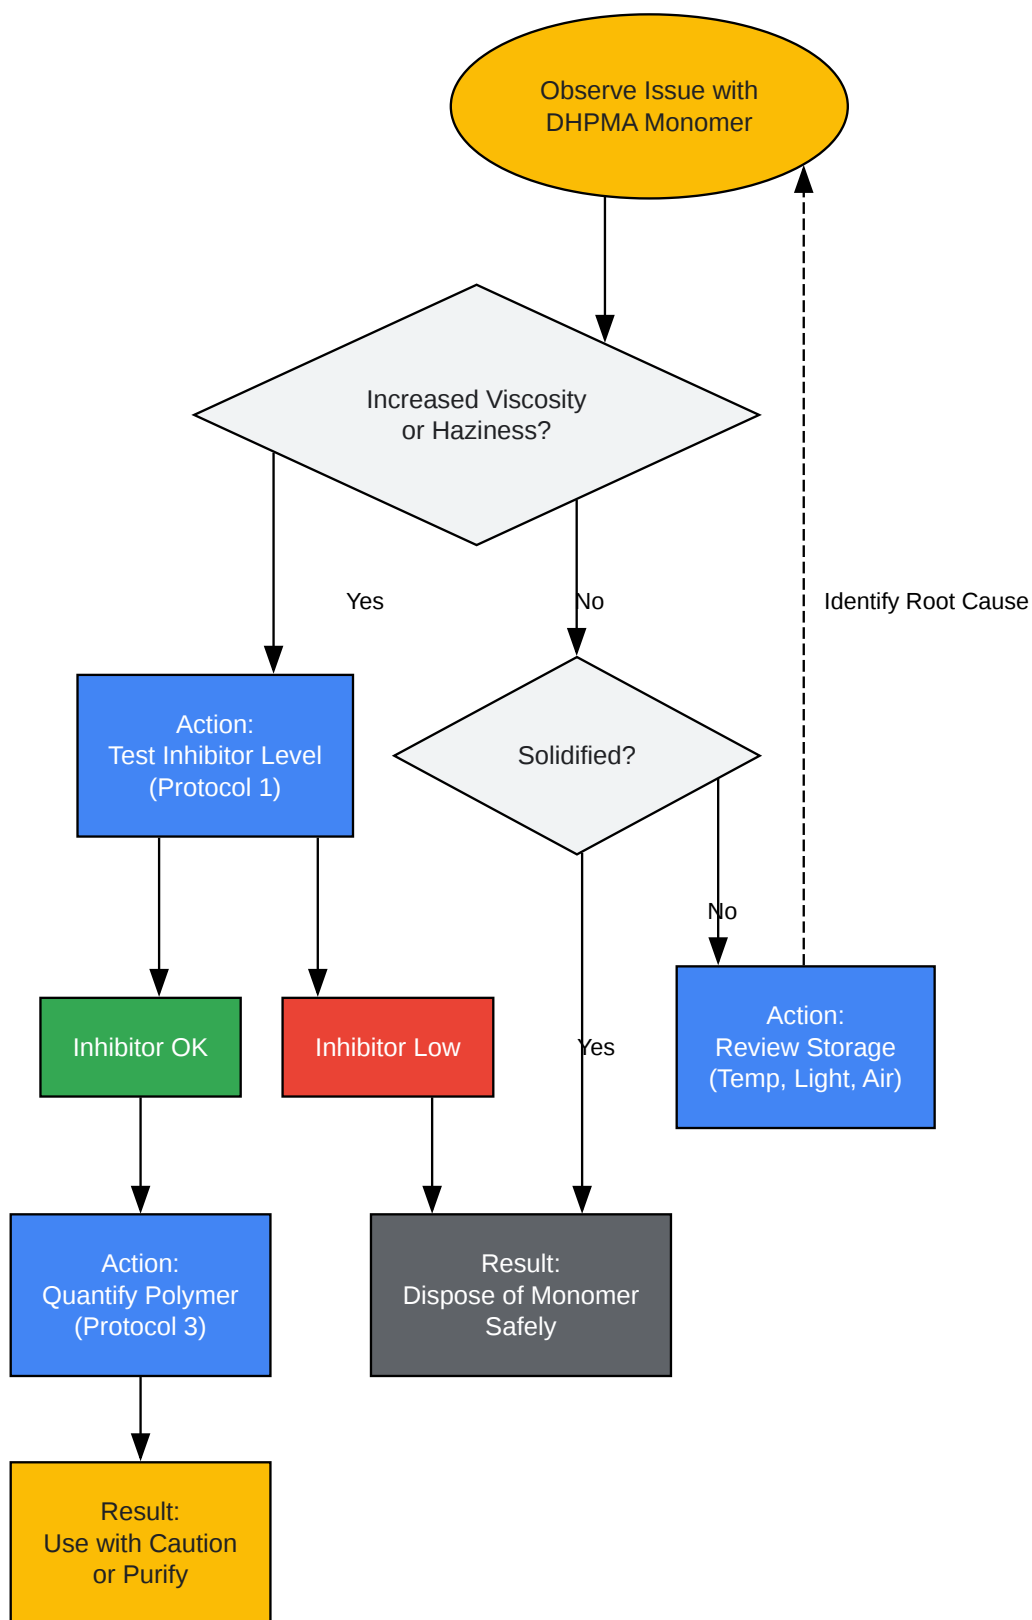 Observe Issue with
DHPMA Monomer
Increased Viscosity
or Haziness?
Yes
No
Identify Root Cause
Action:
Test Inhibitor Level
(Protocol 1)
Solidified?
No
Inhibitor OK
Inhibitor Low
Yes
Action:
Review Storage
(Temp, Light, Air)
Action:
Quantify Polymer
(Protocol 3)
Result:
Dispose of Monomer
Safely
Result:
Use with Caution
or Purify